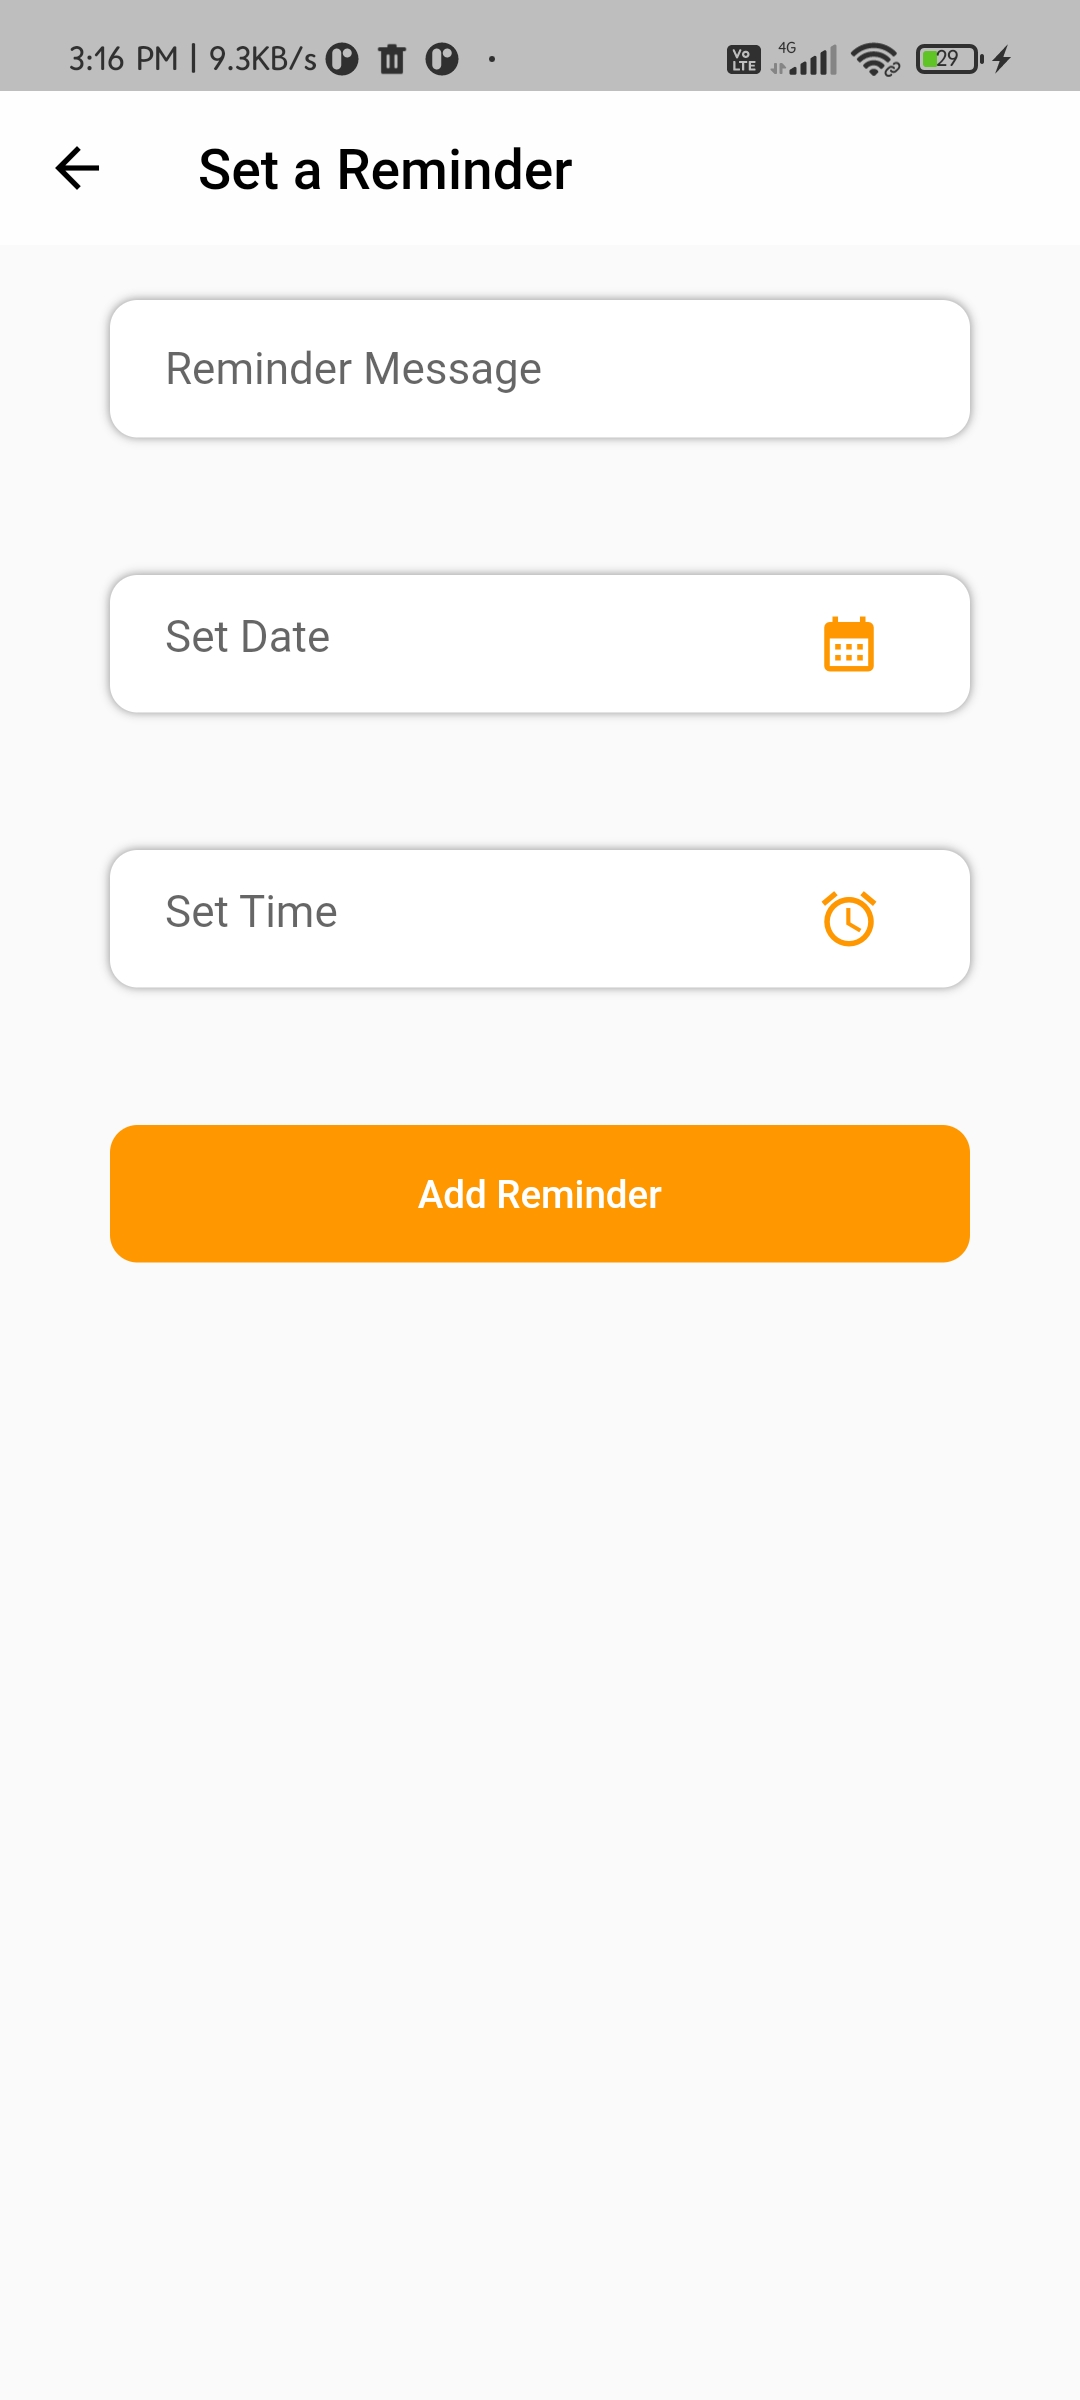 3:16 PM | 9.3KB/s
Vo LTE 4G 29
Set a Reminder
Reminder Message
Set Date
Set Time
Add Reminder